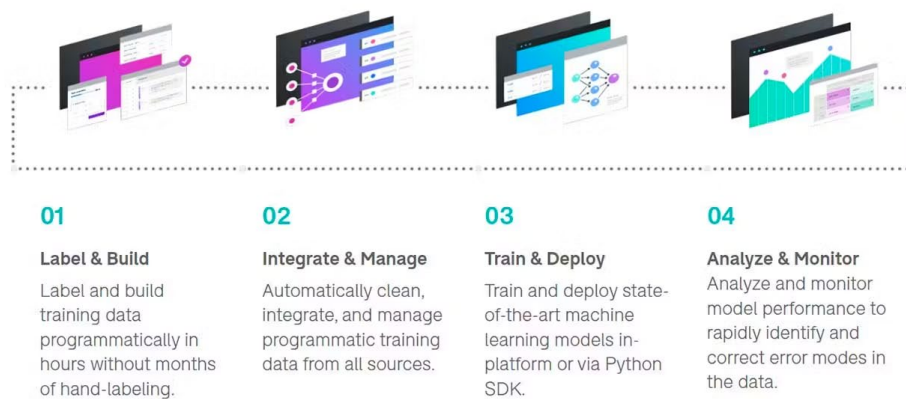 01
Label & Build
Label and build
training data
programmatically in
hours without months
of hand-labeling.
02
Integrate & Manage
Automatically clean,
integrate, and manage
programmatic training
data from all sources.
03
Train & Deploy
Train and deploy state-
of-the-art machine
learning models in-
platform or via Python
SDK.
04
Analyze & Monitor
Analyze and monitor
model performance to
rapidly identify and
correct error modes in
the data.